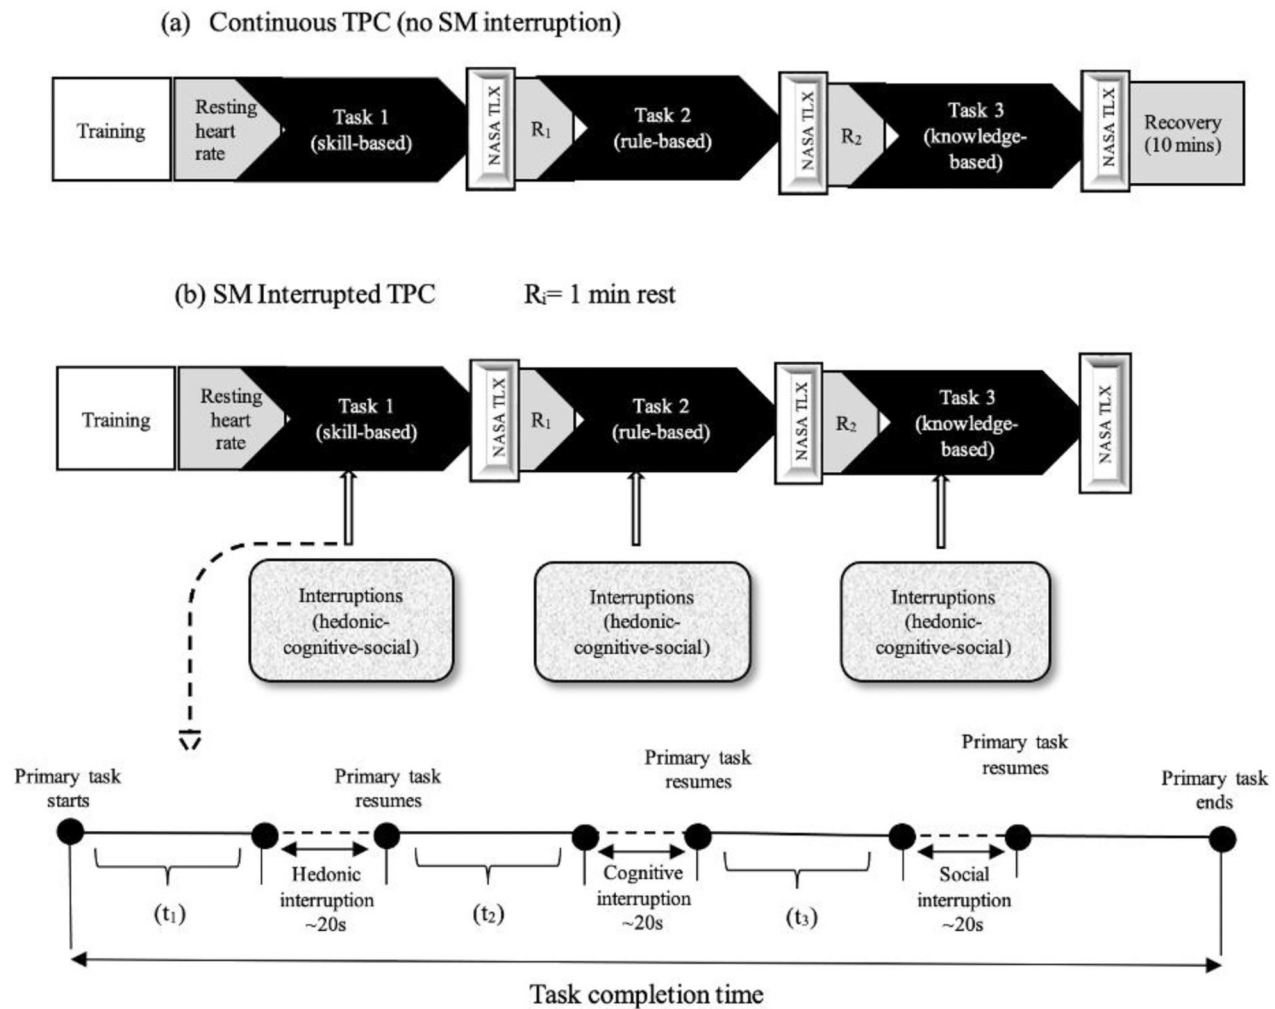 (a) Continuous TPC (no SM interruption)
Training
Resting
heart
rate
Task 1
(skill-based)
NASA TLX
R₁
Task 2
(rule-based)
NASA TLX
R₂
Task 3
(knowledge-
based)
NASA TLX
Recovery
(10 mins)
(b) SM Interrupted TPC
Rᵢ= 1 min rest
Training
Resting
heart
rate
Task 1
(skill-based)
NASA TLX
R₁
Task 2
(rule-based)
NASA TLX
R₂
Task 3
(knowledge-
based)
NASA TLX
Interruptions
(hedonic-
cognitive-social)
Interruptions
(hedonic-
cognitive-social)
Interruptions
(hedonic-
cognitive-social)
Primary task
starts
Primary task
resumes
Primary task
resumes
Primary task
resumes
Primary task
ends
(t₁)
Hedonic
interruption
~20s
(t₂)
Cognitive
interruption
~20s
(t₃)
Social
interruption
~20s
Task completion time